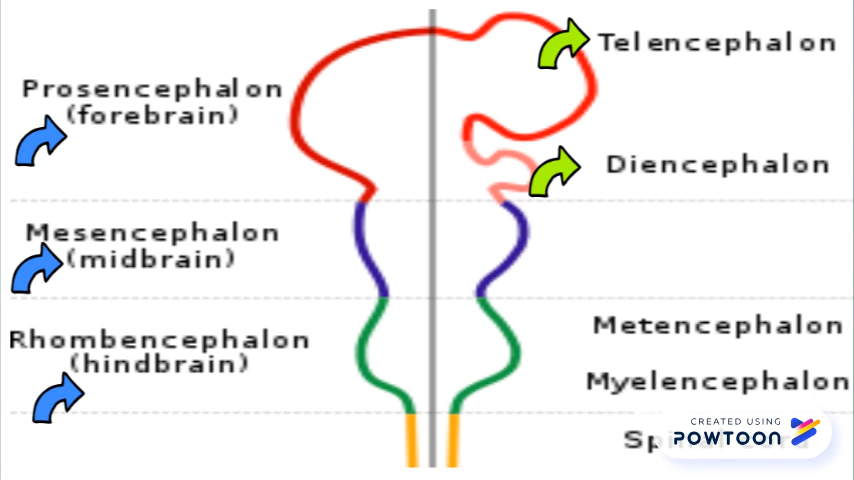 Prosencephalon
(forebrain)
Mesencephalon
(midbrain)
Rhombencephalon
(hindbrain)
Telencephalon
Diencephalon
Metencephalon
Myelencephalon
CREATED USING
POWTOON